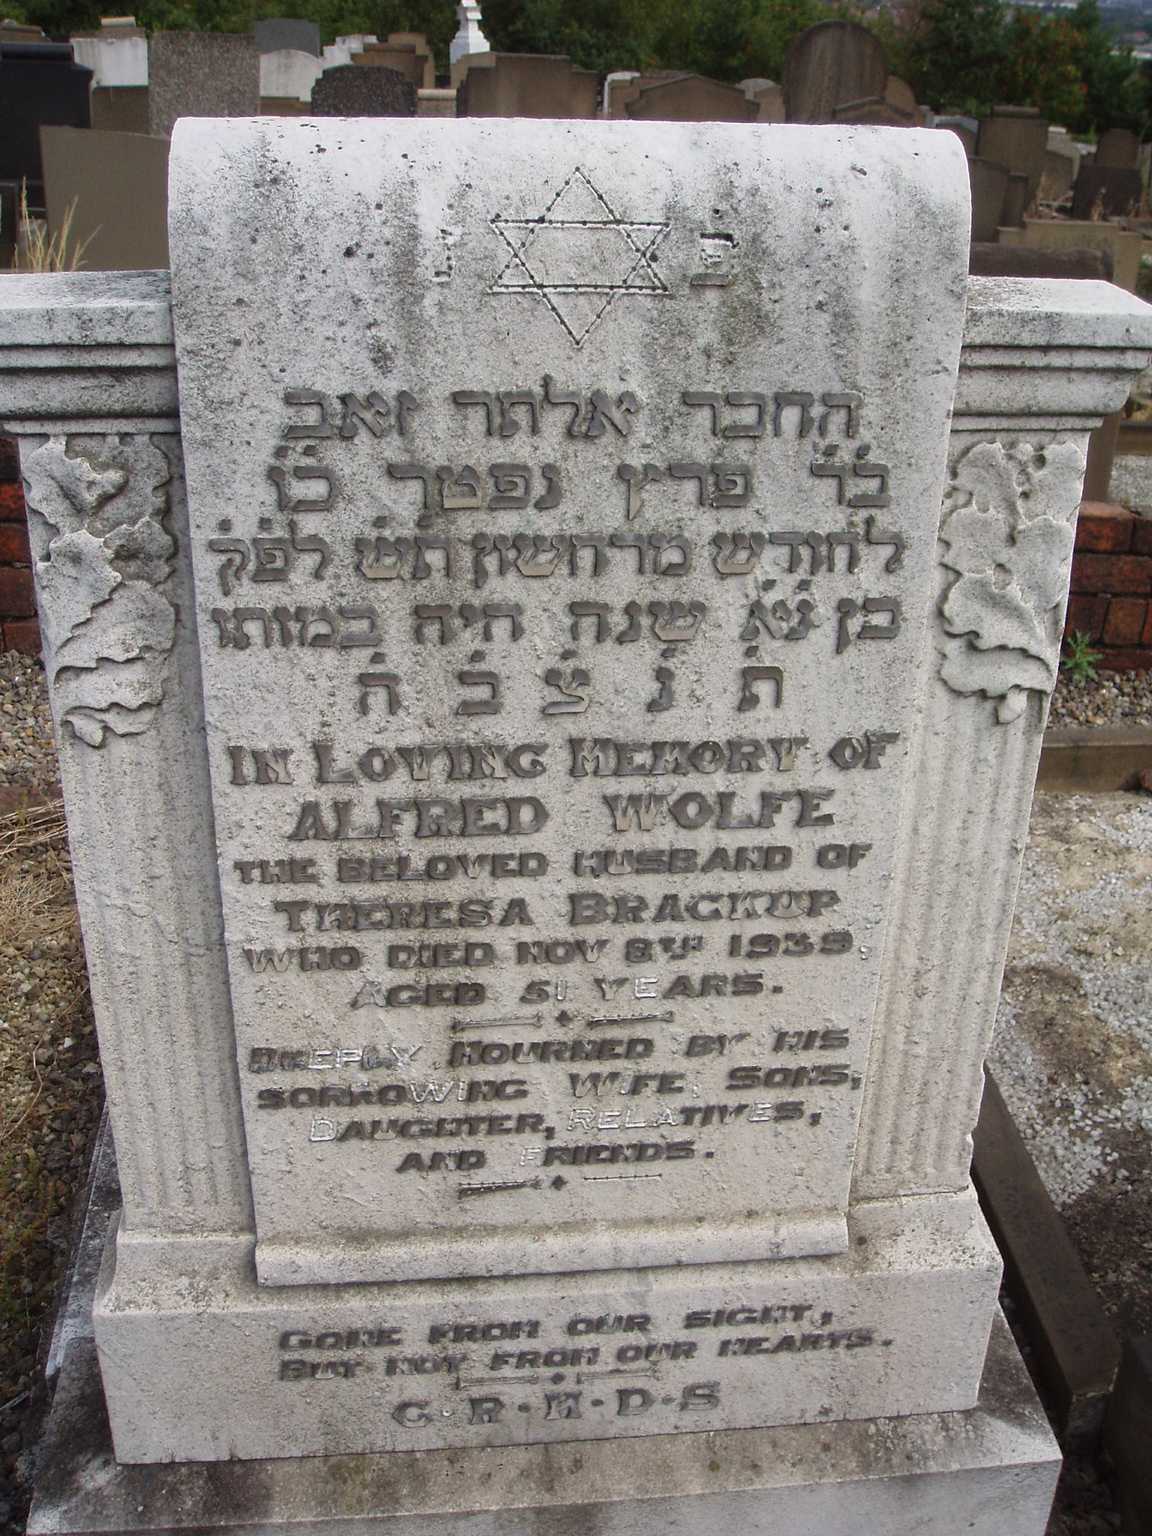 פ נ
החבר אלתר זאב
בר פרץ נפטר כו
לחודש מרחשון תש לפק
בן נא שנה היה במותו
ת נ צ ב ה
IN LOVING MEMORY OF
ALFRED WOLFE
THE BELOVED HUSBAND OF
THERESA BRACKUP
WHO DIED NOV 8TH 1939
AGED 51 YEARS.
DEEPLY MOURNED BY HIS
SORROWING WIFE, SONS,
DAUGHTER, RELATIVES,
AND FRIENDS.
GONE FROM OUR SIGHT,
BUT NOT FROM OUR HEARTS.
G·R·H·D·S